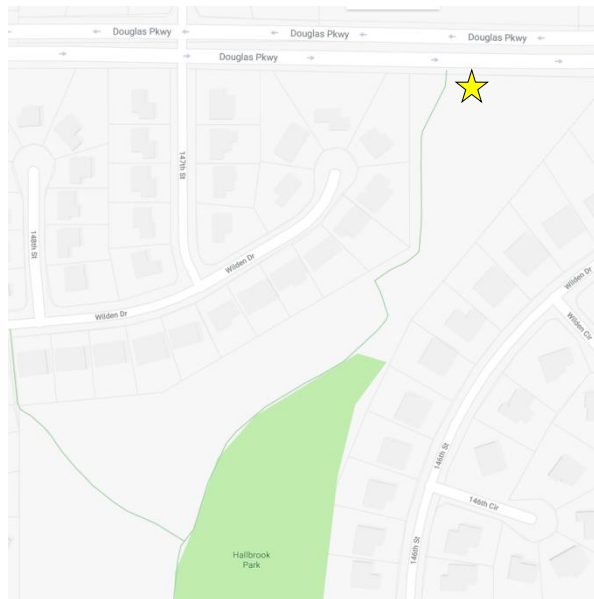 Douglas Pkwy
Douglas Pkwy
Douglas Pkwy
Douglas Pkwy
147th St
148th St
Wilden Dr
Wilden Dr
Wilden Dr
Wilden Cir
146th St
146th Cir
146th St
Hallbrook
Park